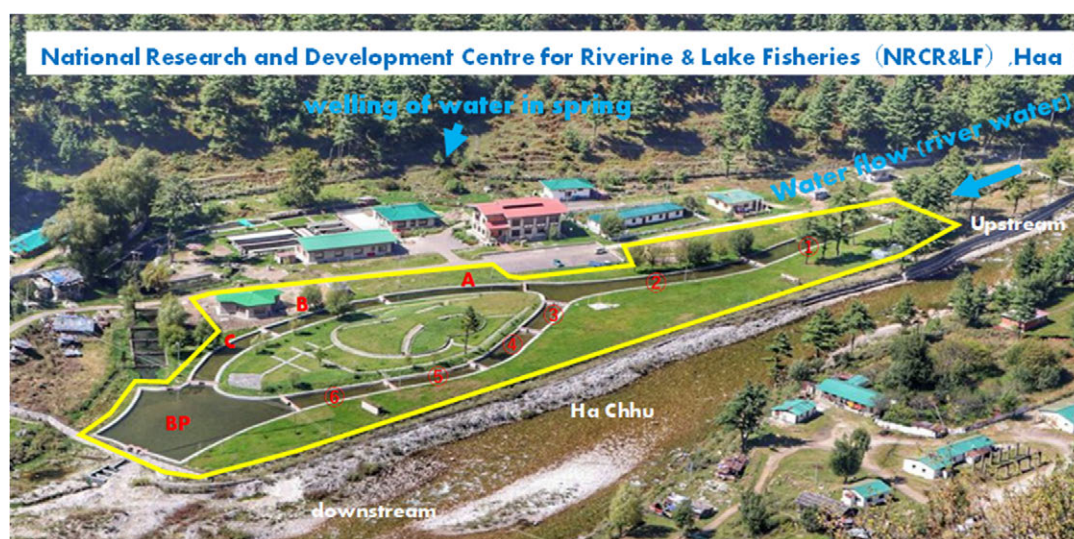 National Research and Development Centre for Riverine & Lake Fisheries (NRCR&LF) ,Haa
welling of water in spring
Water flow (river water)
Upstream
①
②
A
B
③
C
④
⑤
⑥
BP
Ha Chhu
downstream